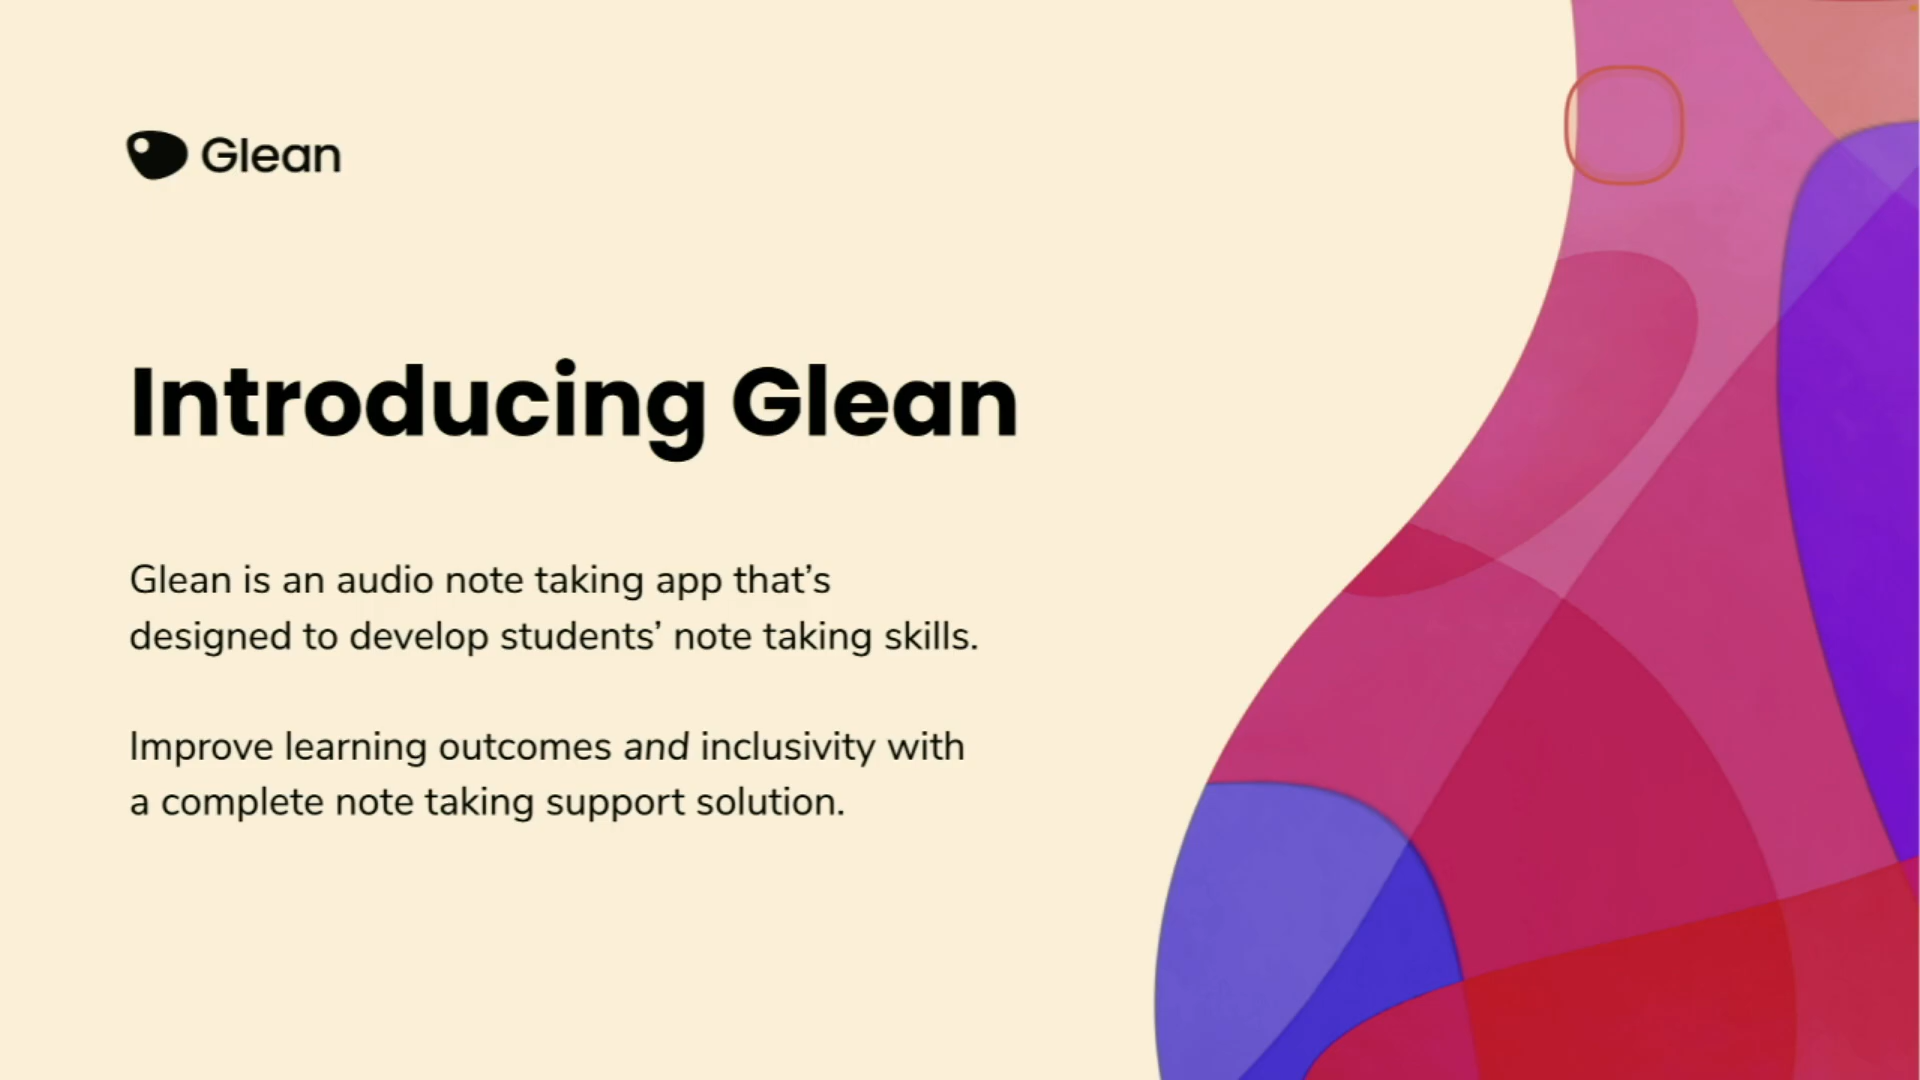 Glean
Introducing Glean
Glean is an audio note taking app that’s
designed to develop students’ note taking skills.
Improve learning outcomes and inclusivity with
a complete note taking support solution.